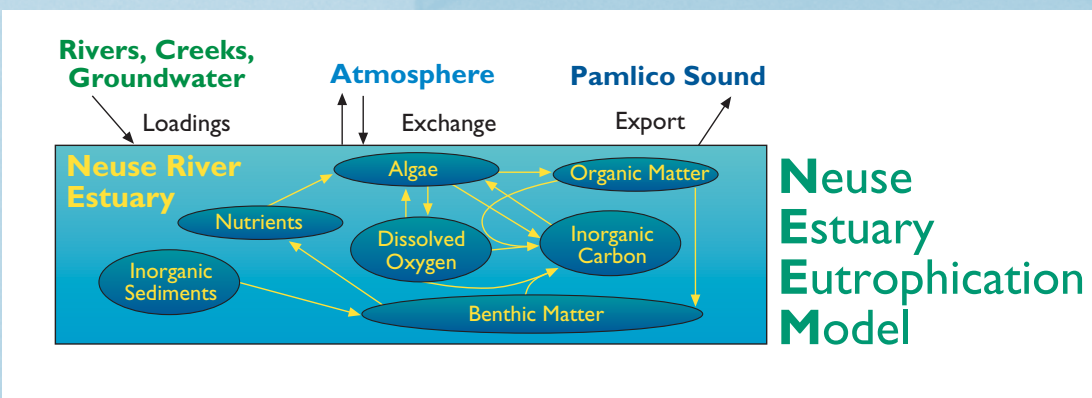 Rivers, Creeks,
Groundwater
Atmosphere
Pamlico Sound
Loadings
Exchange
Export
Neuse River
Estuary
Algae
Organic Matter
Nutrients
Dissolved
Oxygen
Inorganic
Carbon
Inorganic
Sediments
Benthic Matter
Neuse
Estuary
Eutrophication
Model